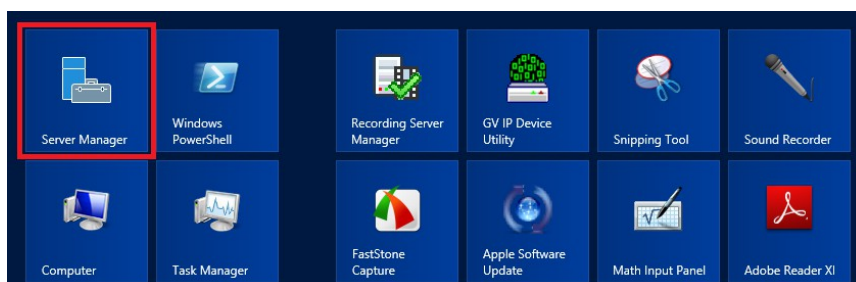 Server Manager
Windows
PowerShell
Recording Server
Manager
GV IP Device
Utility
Snipping Tool
Sound Recorder
Computer
Task Manager
FastStone
Capture
Apple Software
Update
Math Input Panel
Adobe Reader XI